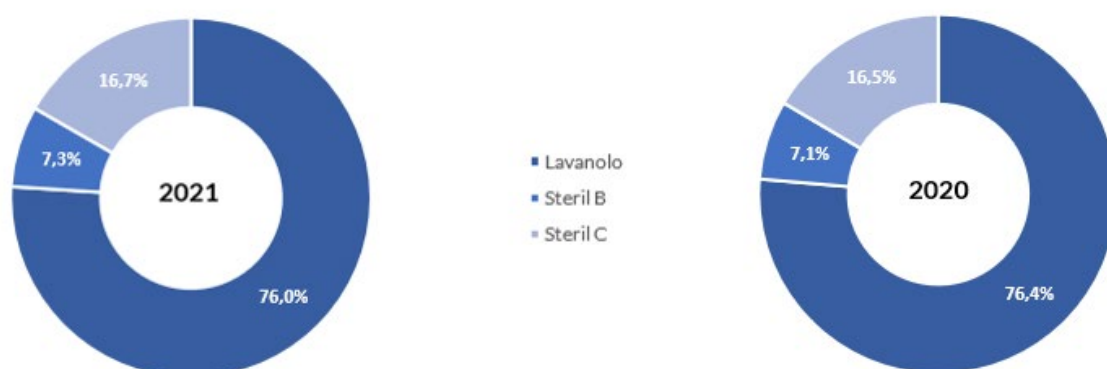 16,7%
7,3%
2021
76,0%
Lavanolo
Steril B
Steril C
16,5%
7,1%
2020
76,4%